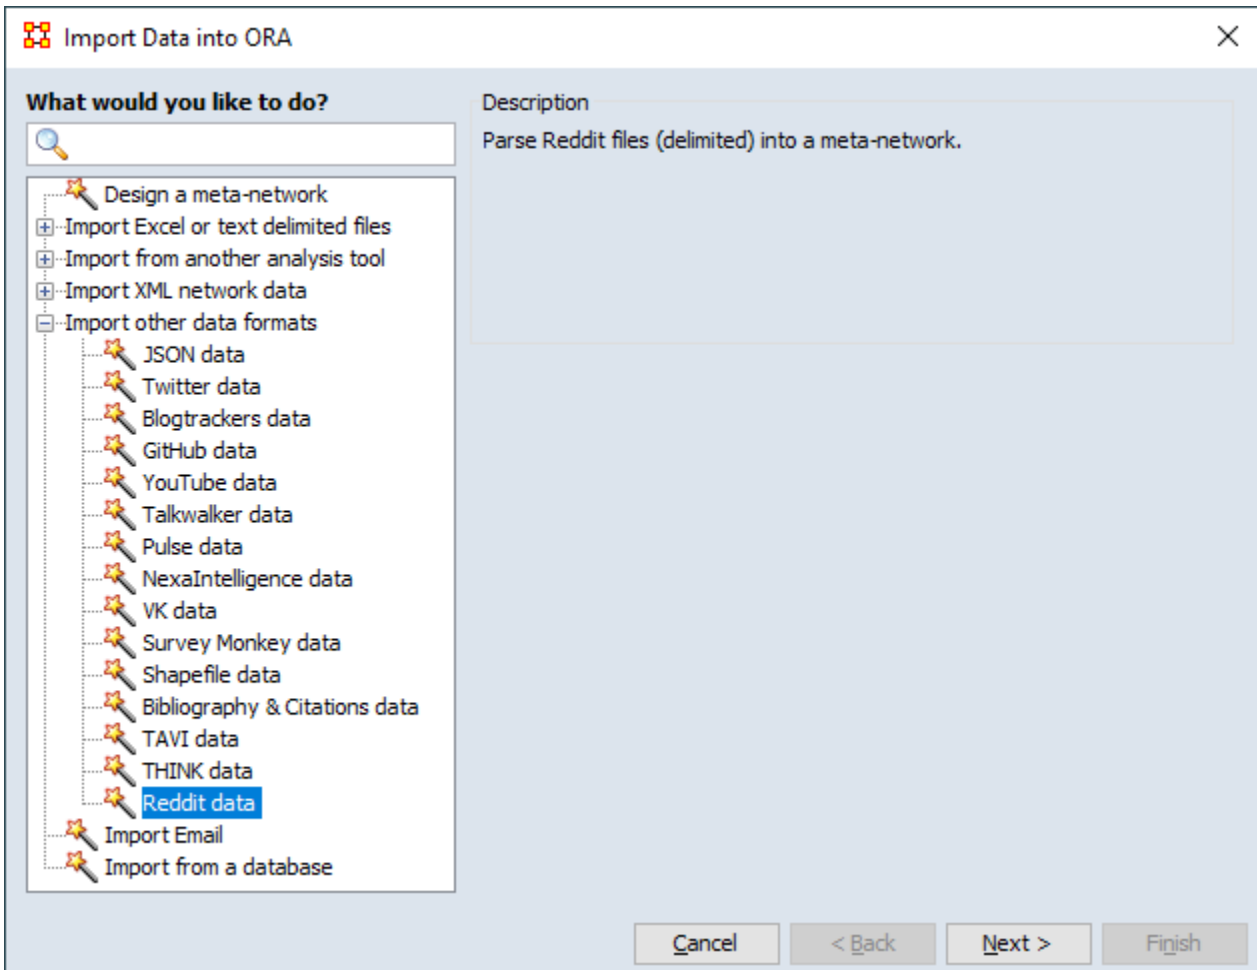 Import Data into ORA
What would you like to do?
Design a meta-network
Import Excel or text delimited files
Import from another analysis tool
Import XML network data
Import other data formats
JSON data
Twitter data
Blogtrackers data
GitHub data
YouTube data
Talkwalker data
Pulse data
NexaIntelligence data
VK data
Survey Monkey data
Shapefile data
Bibliography & Citations data
TAVI data
THINK data
Reddit data
Import Email
Import from a database
Description
Parse Reddit files (delimited) into a meta-network.
Cancel
< Back
Next >
Finish